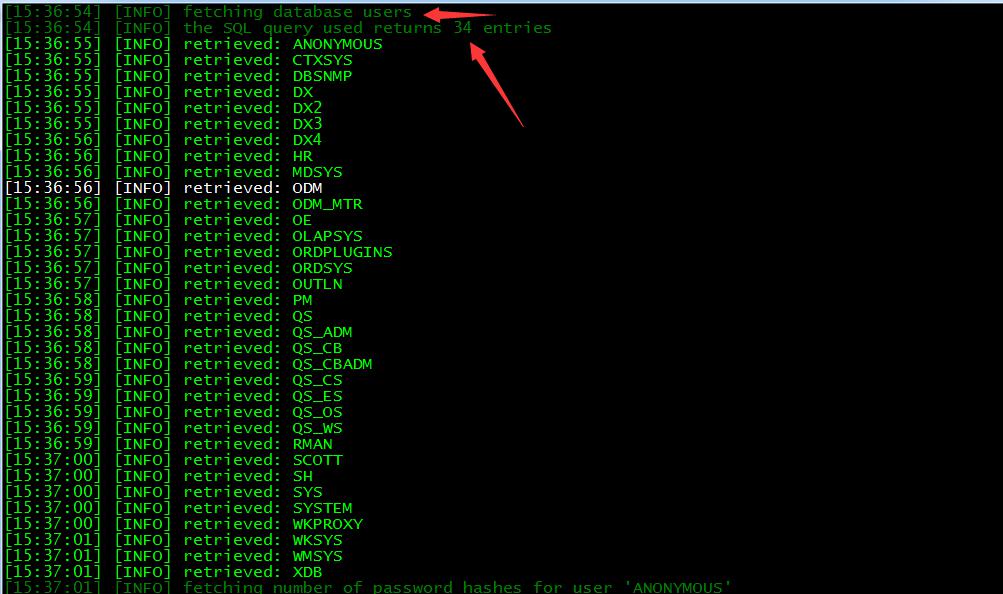 [15:36:54] [INFO] fetching database users
[15:36:54] [INFO] the SQL query used returns 34 entries
[15:36:55] [INFO] retrieved: ANONYMOUS
[15:36:55] [INFO] retrieved: CTXSYS
[15:36:55] [INFO] retrieved: DBSNMP
[15:36:55] [INFO] retrieved: DX
[15:36:55] [INFO] retrieved: DX2
[15:36:55] [INFO] retrieved: DX3
[15:36:56] [INFO] retrieved: DX4
[15:36:56] [INFO] retrieved: HR
[15:36:56] [INFO] retrieved: MDSYS
[15:36:56] [INFO] retrieved: ODM
[15:36:56] [INFO] retrieved: ODM_MTR
[15:36:57] [INFO] retrieved: OE
[15:36:57] [INFO] retrieved: OLAPSYS
[15:36:57] [INFO] retrieved: ORDPLUGINS
[15:36:57] [INFO] retrieved: ORDSYS
[15:36:57] [INFO] retrieved: OUTLN
[15:36:58] [INFO] retrieved: PM
[15:36:58] [INFO] retrieved: QS
[15:36:58] [INFO] retrieved: QS_ADM
[15:36:58] [INFO] retrieved: QS_CB
[15:36:58] [INFO] retrieved: QS_CBADM
[15:36:59] [INFO] retrieved: QS_CS
[15:36:59] [INFO] retrieved: QS_ES
[15:36:59] [INFO] retrieved: QS_OS
[15:36:59] [INFO] retrieved: QS_WS
[15:36:59] [INFO] retrieved: RMAN
[15:37:00] [INFO] retrieved: SCOTT
[15:37:00] [INFO] retrieved: SH
[15:37:00] [INFO] retrieved: SYS
[15:37:00] [INFO] retrieved: SYSTEM
[15:37:00] [INFO] retrieved: WKPROXY
[15:37:01] [INFO] retrieved: WKSYS
[15:37:01] [INFO] retrieved: WMSYS
[15:37:01] [INFO] retrieved: XDB
[15:37:01] [INFO] fetching number of password hashes for user 'ANONYMOUS'